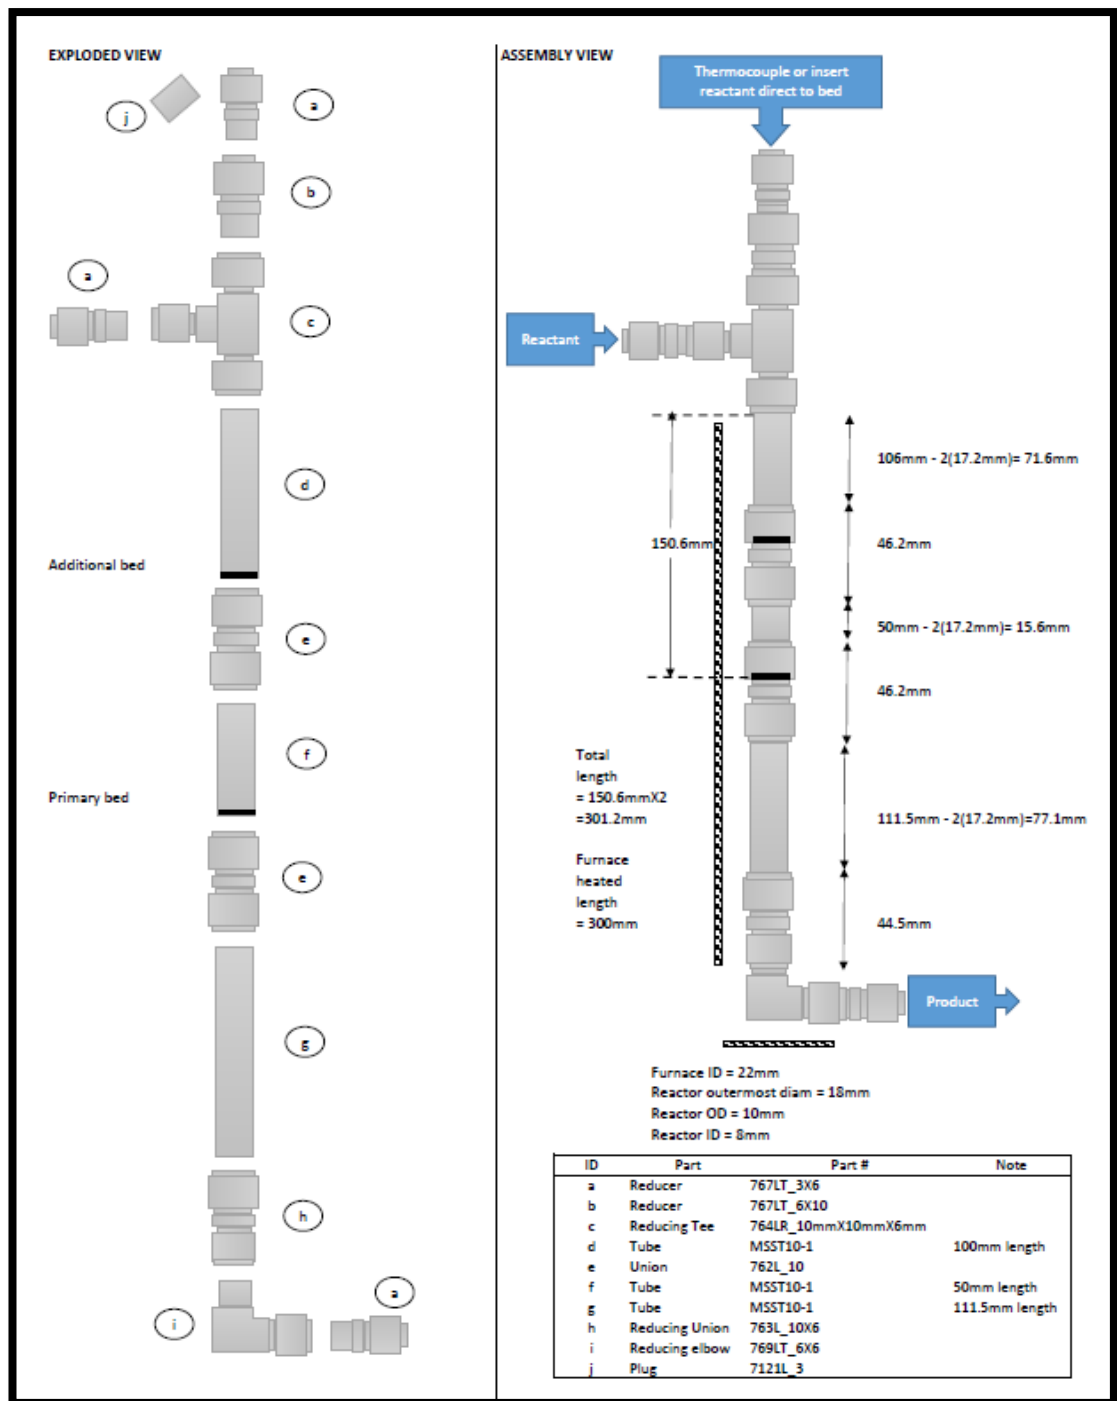 EXPLODED VIEW
j
a
b
a
c
d
Additional bed
e
f
Primary bed
e
g
h
a
i
ASSEMBLY VIEW
Thermocouple or insert
reactant direct to bed
Reactant
106mm - 2(17.2mm)= 71.6mm
150.6mm
46.2mm
50mm - 2(17.2mm)= 15.6mm
46.2mm
Total
length
= 150.6mmX2
=301.2mm
111.5mm - 2(17.2mm)=77.1mm
Furnace
heated
length
= 300mm
44.5mm
Product
Furnace ID = 22mm
Reactor outermost diam = 18mm
Reactor OD = 10mm
Reactor ID = 8mm
ID Part Part # Note
a Reducer 767LT_3X6
b Reducer 767LT_6X10
c Reducing Tee 764LR_10mmX10mmX6mm
d Tube MSST10-1 100mm length
e Union 762L_10
f Tube MSST10-1 50mm length
g Tube MSST10-1 111.5mm length
h Reducing Union 763L_10X6
i Reducing elbow 769LT_6X6
j Plug 7121L_3